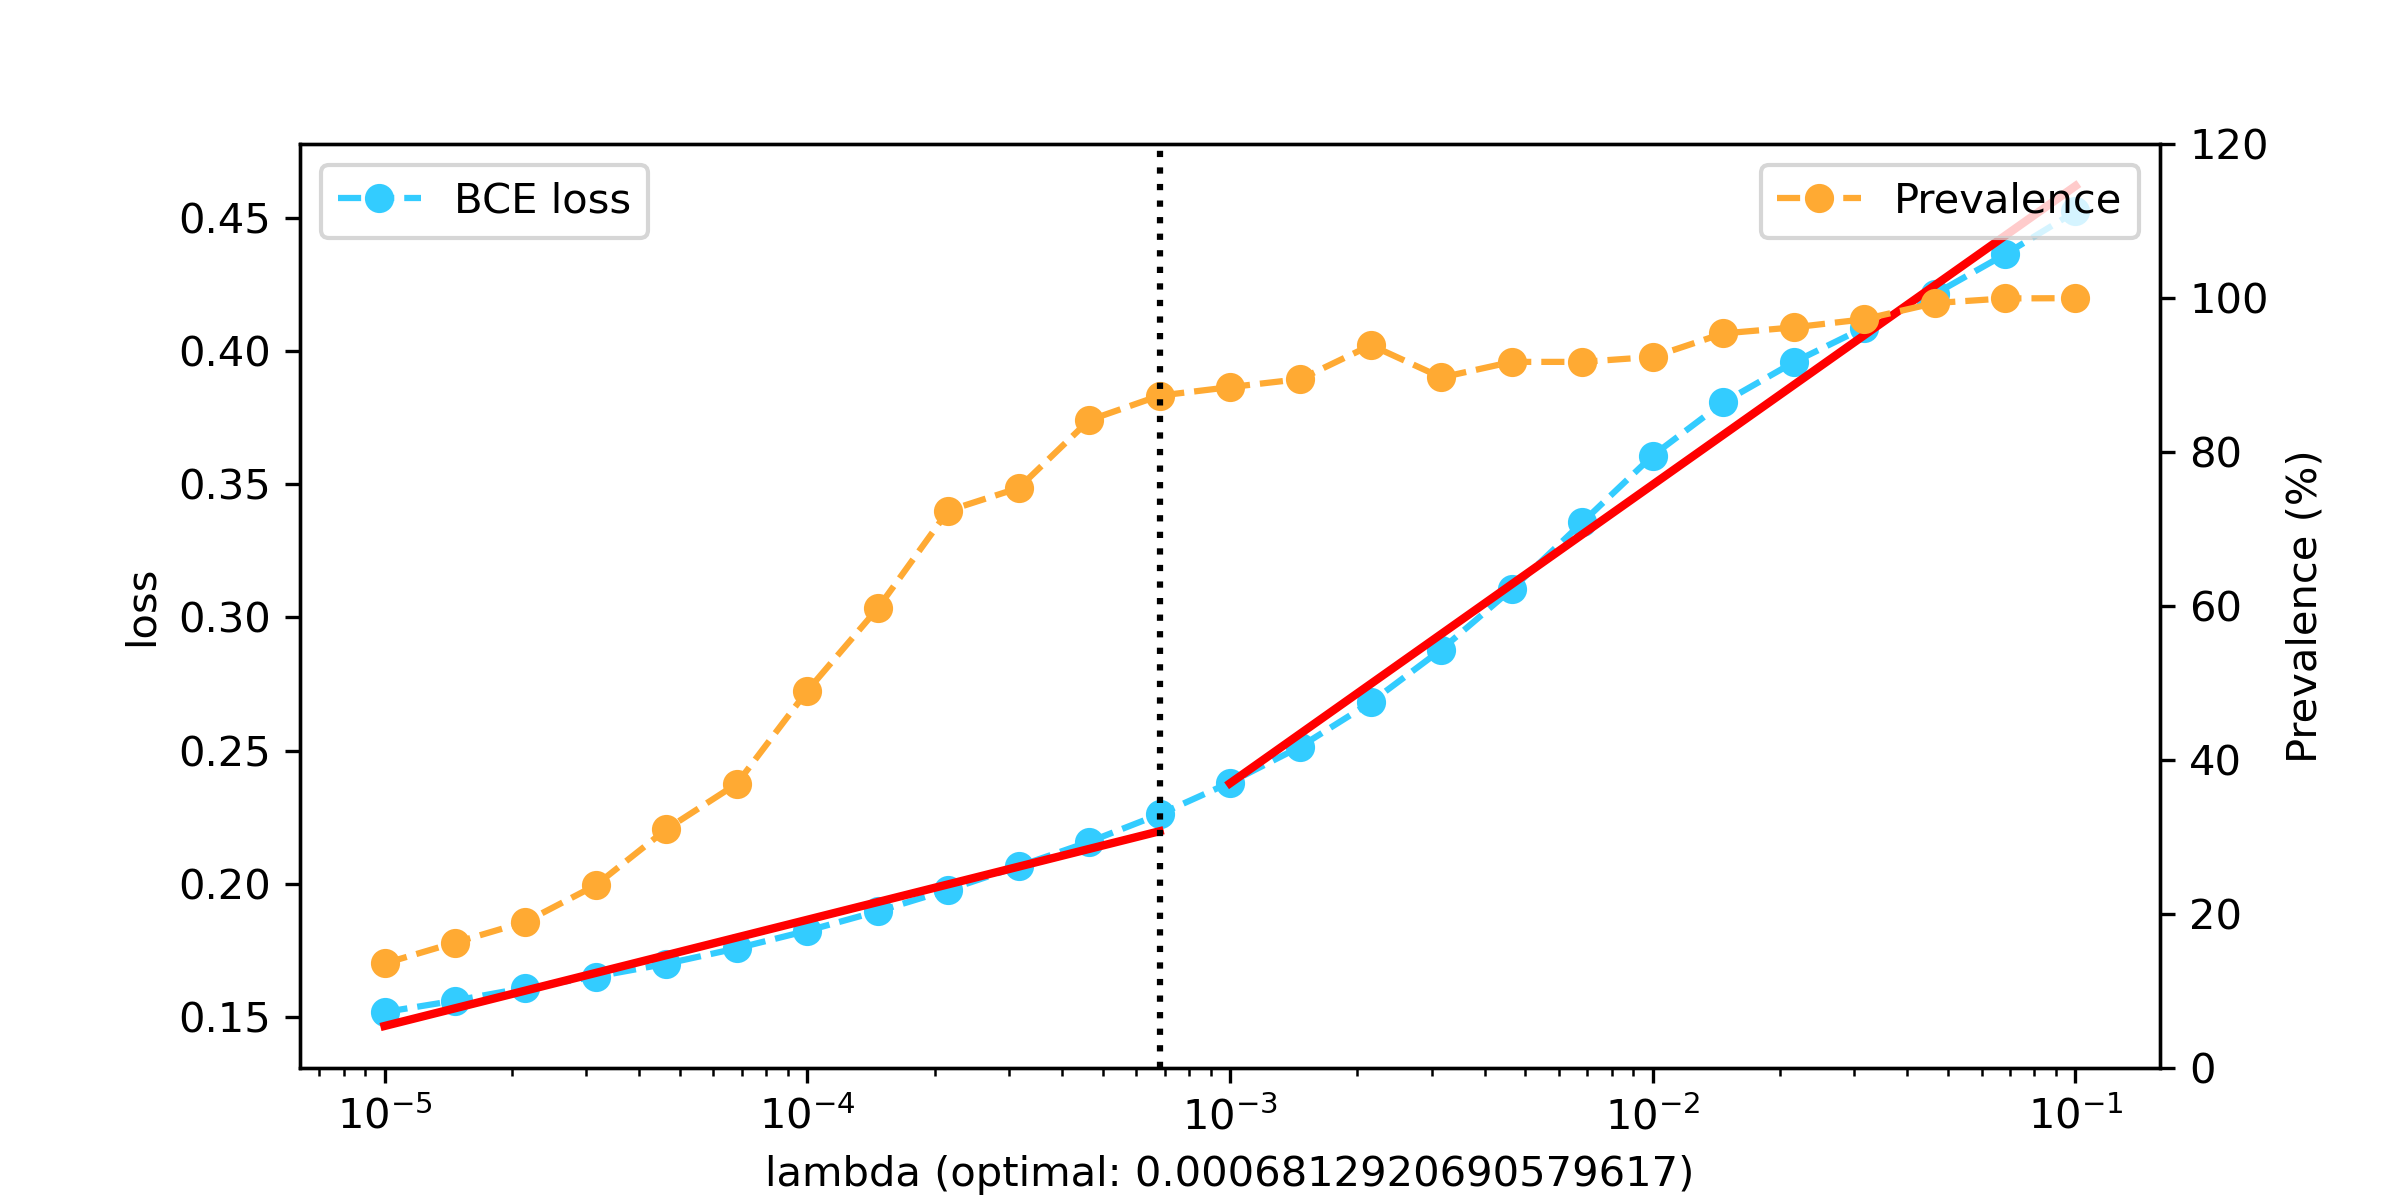 BCE loss
Prevalence
0.45
0.40
0.35
0.30
0.25
0.20
0.15
loss
120
100
80
60
40
20
0
Prevalence (%)
10⁻⁵ 10⁻⁴ 10⁻³ 10⁻² 10⁻¹
lambda (optimal: 0.0006812920690579617)